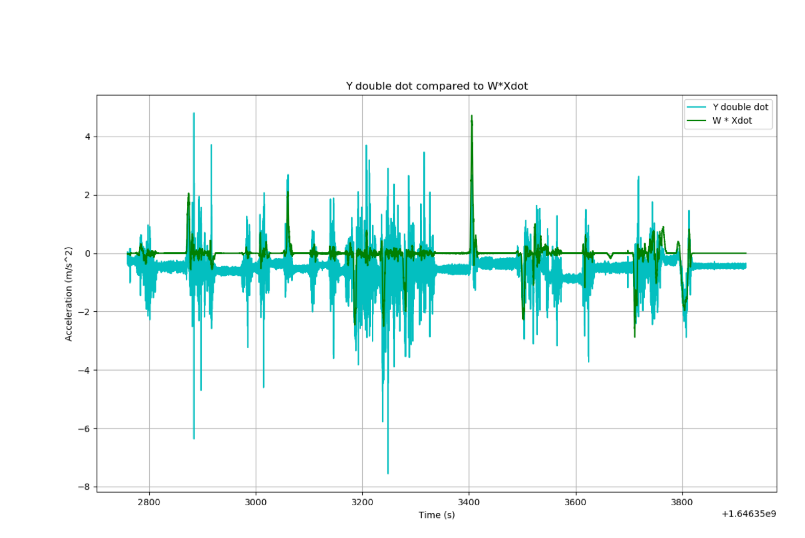 Y double dot compared to W*Xdot
Y double dot
W * Xdot
4
2
0
−2
−4
−6
−8
Acceleration (m/s^2)
2800 3000 3200 3400 3600 3800
Time (s)
+1.64635e9